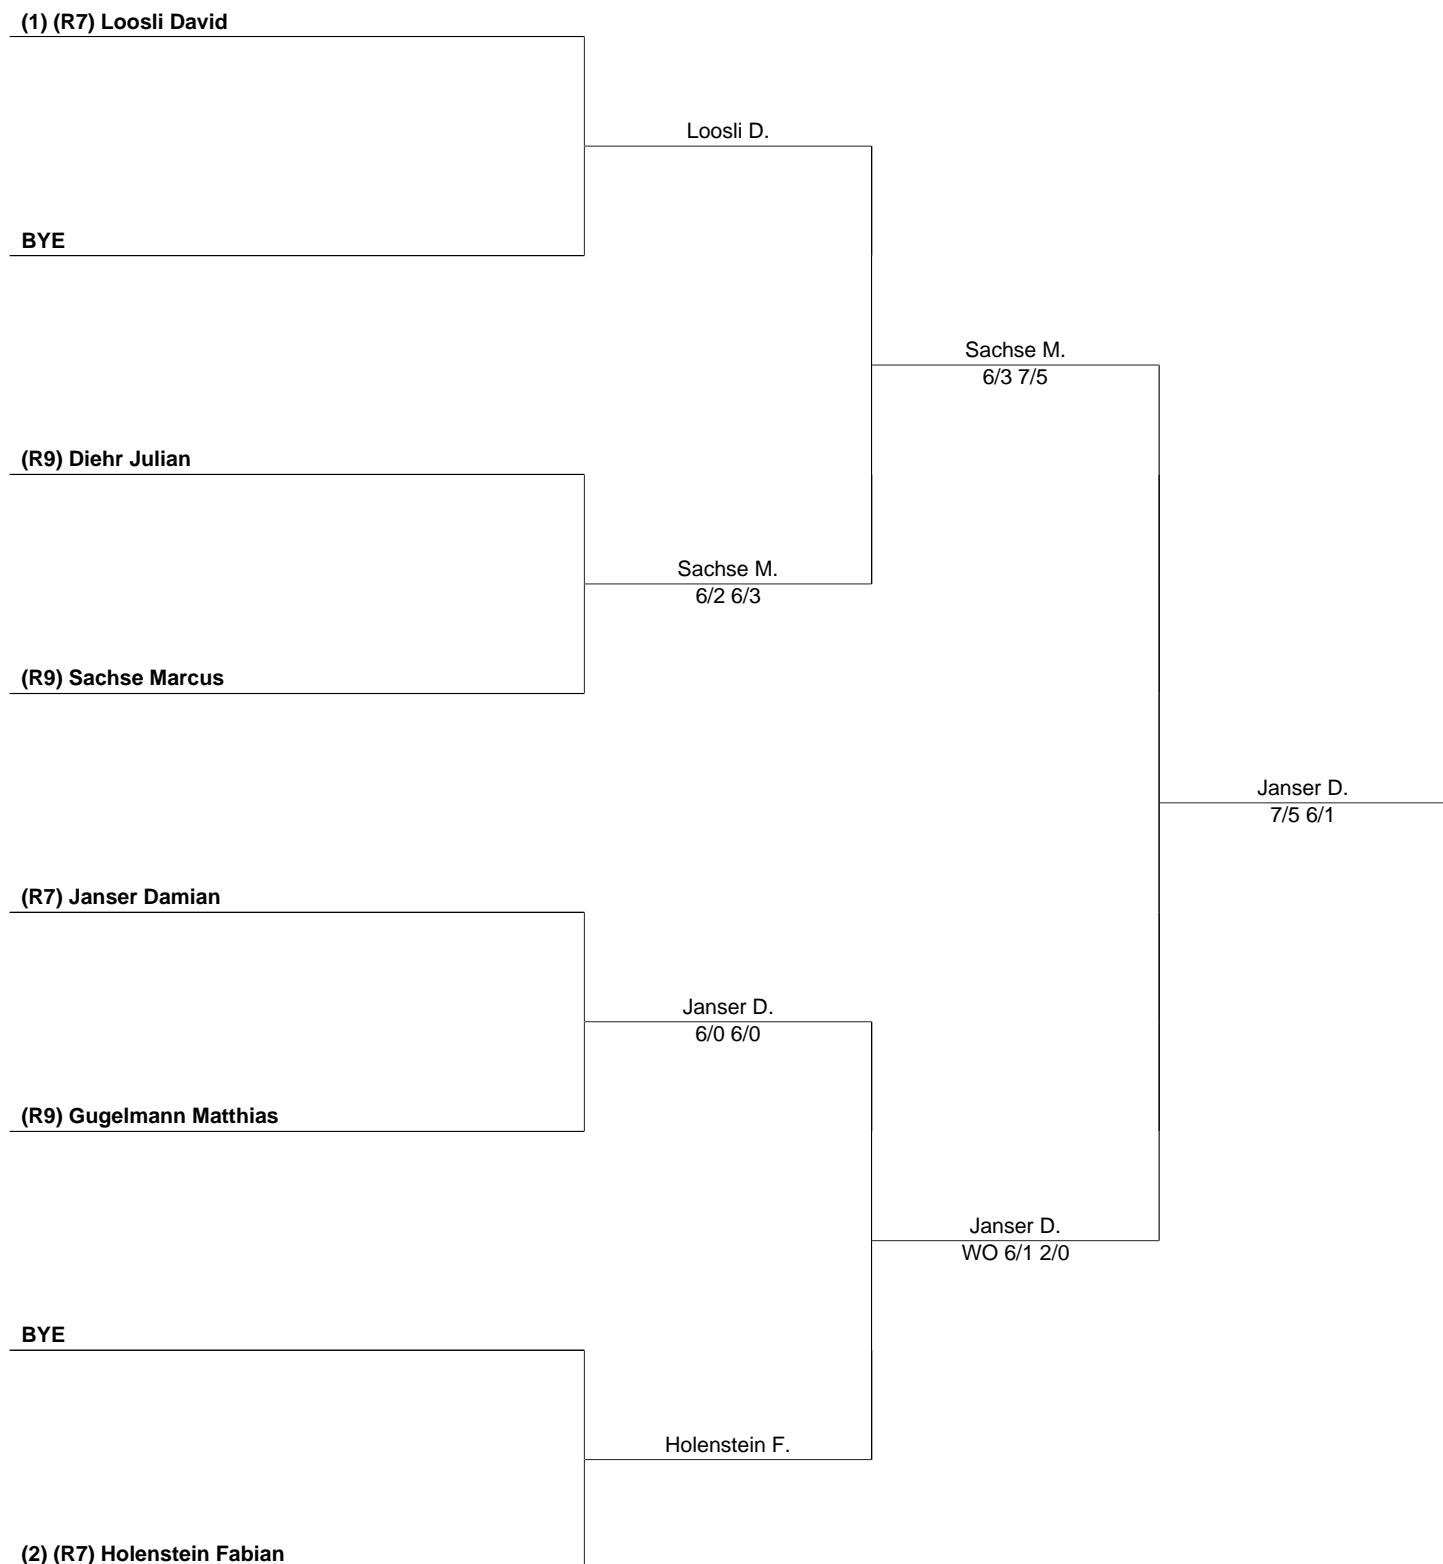 (1) (R7) Loosli David
Loosli D.
BYE
Sachse M.
6/3 7/5
(R9) Diehr Julian
Sachse M.
6/2 6/3
(R9) Sachse Marcus
Janser D.
7/5 6/1
(R7) Janser Damian
Janser D.
6/0 6/0
(R9) Gugelmann Matthias
Janser D.
WO 6/1 2/0
BYE
Holenstein F.
(2) (R7) Holenstein Fabian